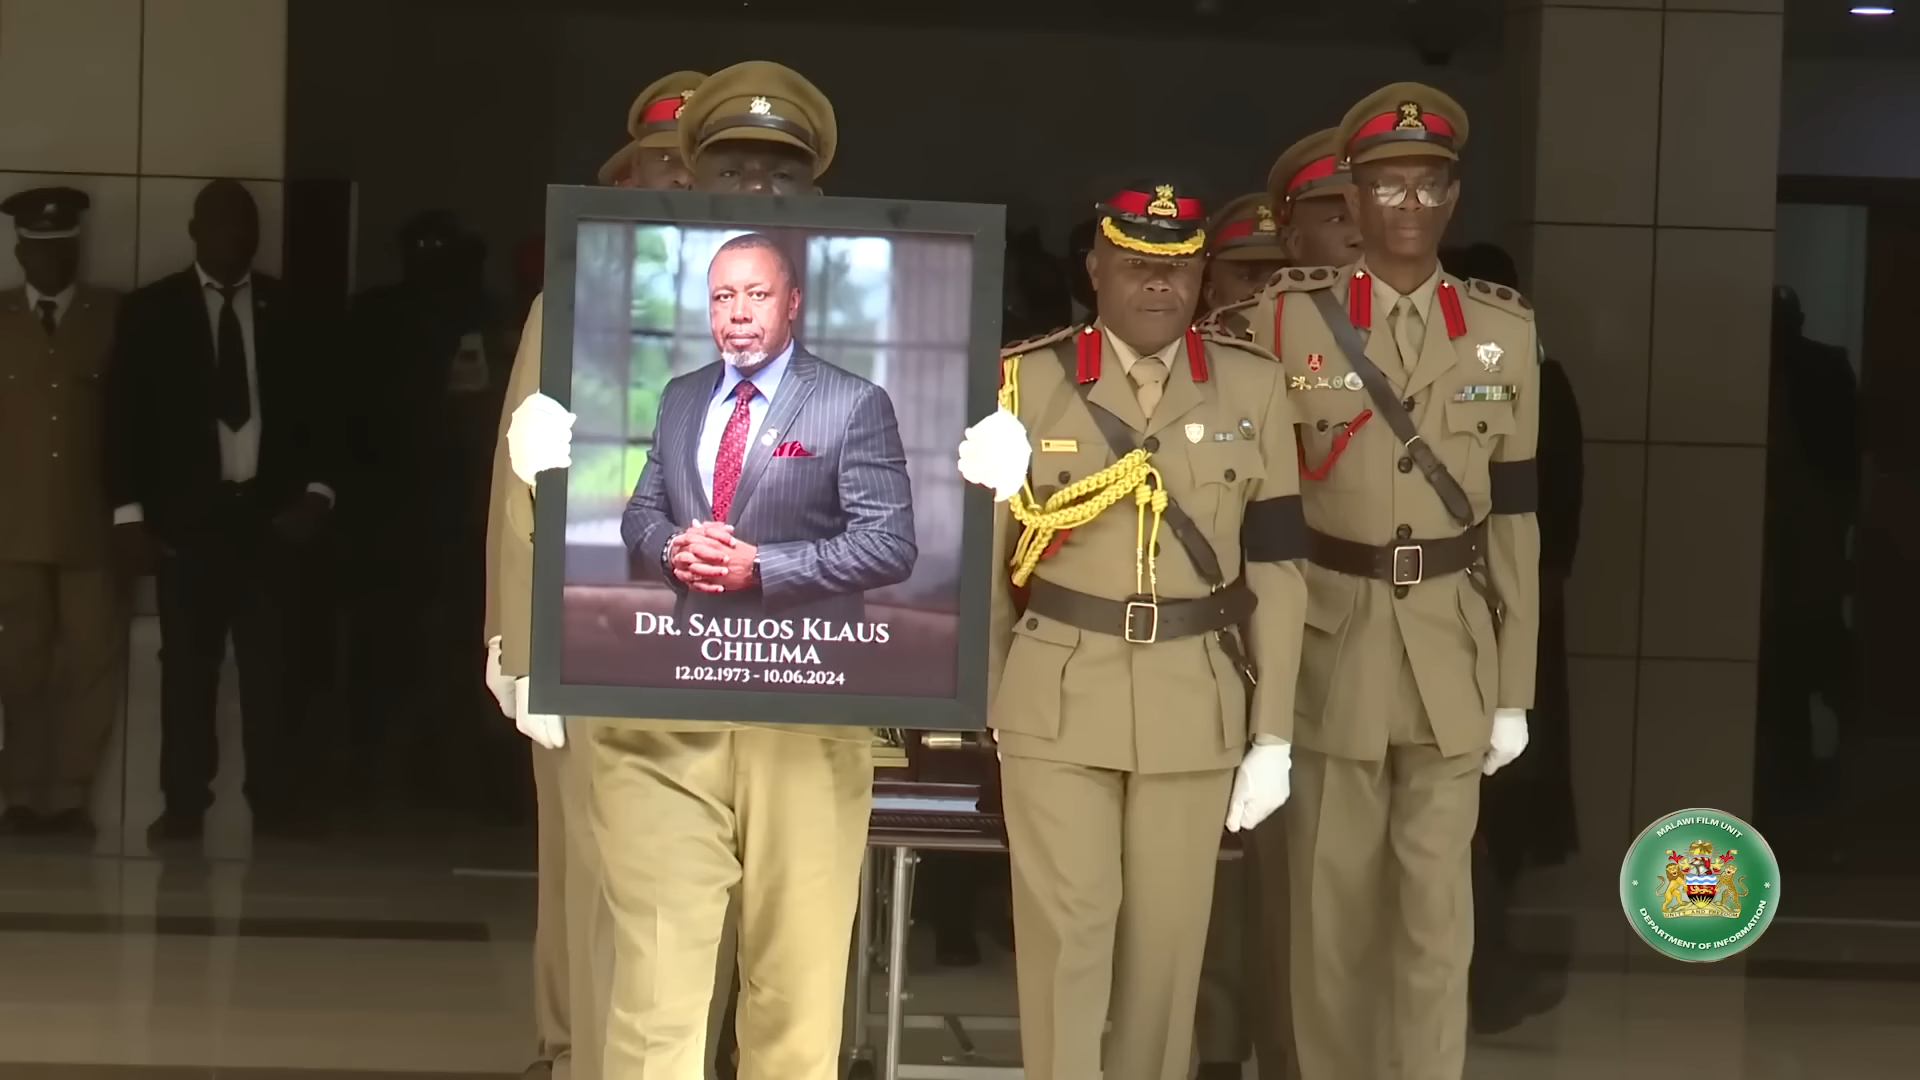 DR. SAULOS KLAUS
CHILIMA
12.02.1973 - 10.06.2024
MALAWI FILM UNIT
UNITY AND FREEDOM
DEPARTMENT OF INFORMATION